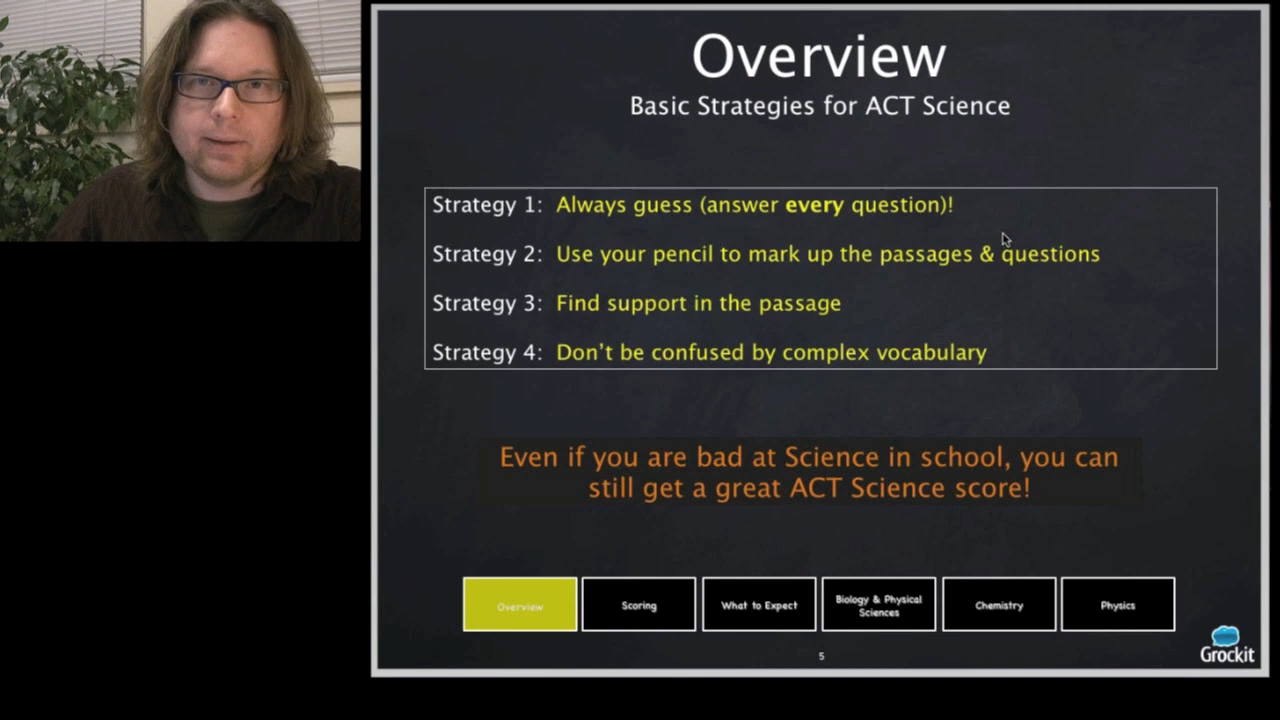 Overview
Basic Strategies for ACT Science
Strategy 1: Always guess (answer every question)!
Strategy 2: Use your pencil to mark up the passages & questions
Strategy 3: Find support in the passage
Strategy 4: Don't be confused by complex vocabulary
Even if you are bad at Science in school, you can
still get a great ACT Science score!
Overview
Scoring
What to Expect
Biology & Physical
Sciences
Chemistry
Physics
5
Grockit